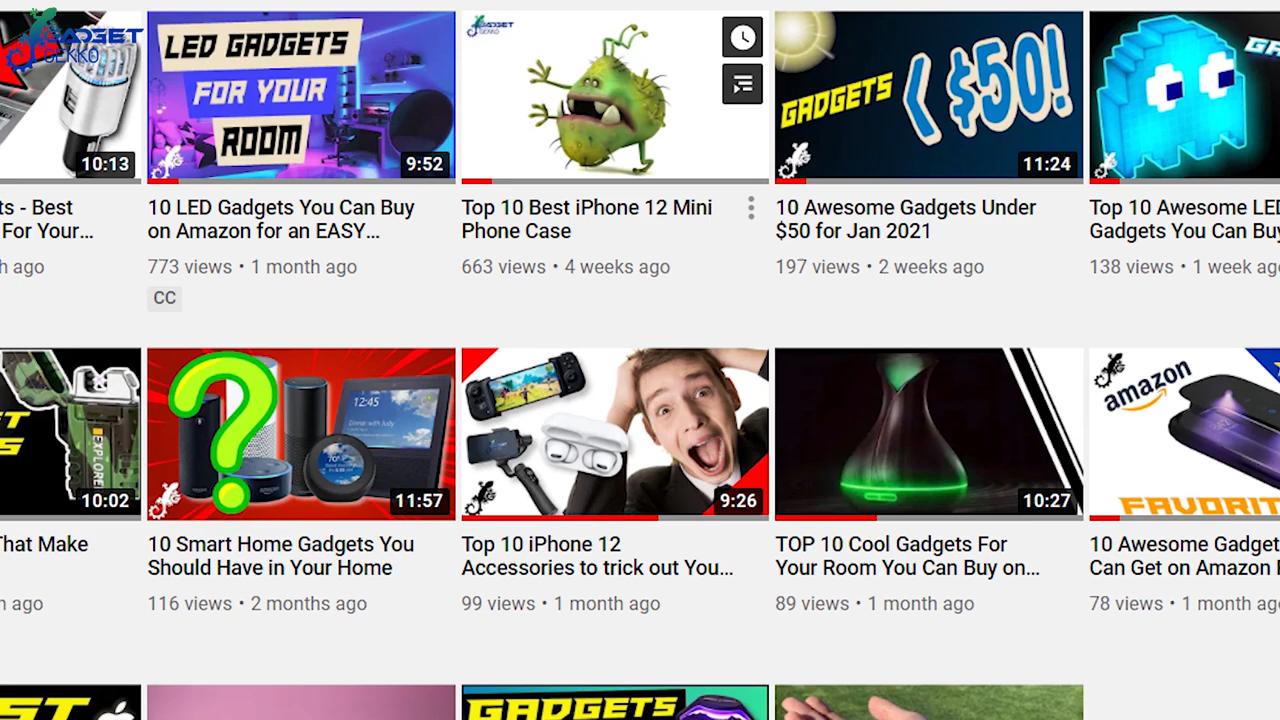 GADGET
GEKKO
10:13
LED GADGETS
FOR YOUR
ROOM
9:52
GADGET
GEKKO
GADGETS < $50!
11:24
ts - Best
For Your...
h ago
10 LED Gadgets You Can Buy
on Amazon for an EASY...
773 views • 1 month ago
CC
Top 10 Best iPhone 12 Mini
Phone Case
663 views • 4 weeks ago
10 Awesome Gadgets Under
$50 for Jan 2021
197 views • 2 weeks ago
Top 10 Awesome LED
Gadgets You Can Buy
138 views • 1 week ago
EXPLORE
10:02
12:45
11:57
9:26
10:27
amazon
FAVORIT
That Make
h ago
10 Smart Home Gadgets You
Should Have in Your Home
116 views • 2 months ago
Top 10 iPhone 12
Accessories to trick out You...
99 views • 1 month ago
TOP 10 Cool Gadgets For
Your Room You Can Buy on...
89 views • 1 month ago
10 Awesome Gadget
Can Get on Amazon
78 views • 1 month ago
ST
GADGETS